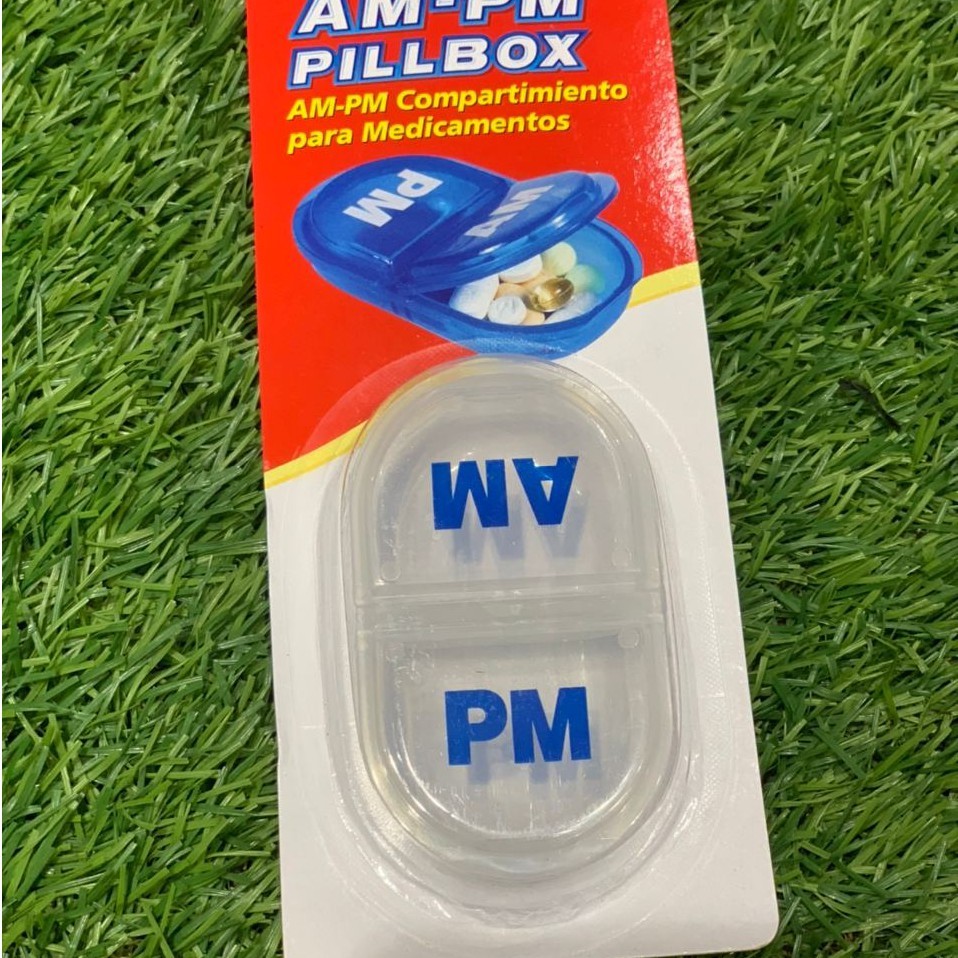 AM-PM
PILLBOX
AM-PM Compartimiento
para Medicamentos
PM
AM
AM
PM